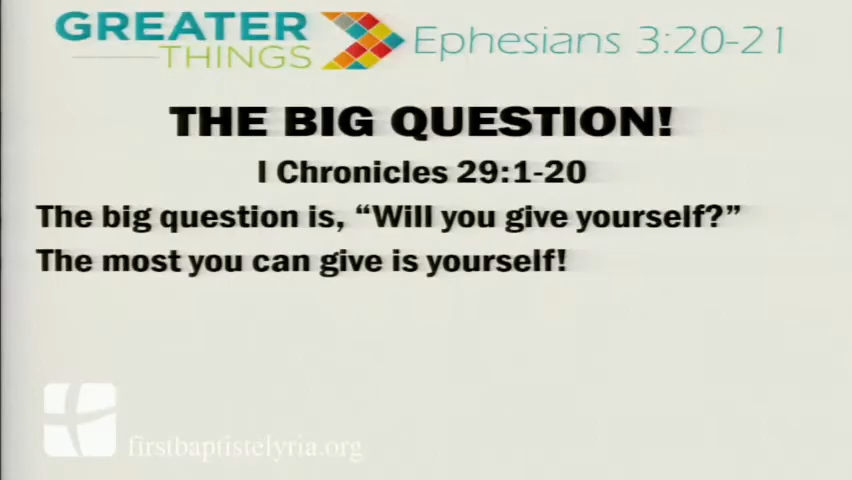 GREATER
THINGS
Ephesians 3:20-21
THE BIG QUESTION!
I Chronicles 29:1-20
The big question is, “Will you give yourself?”
The most you can give is yourself!
firstbaptistelyria.org